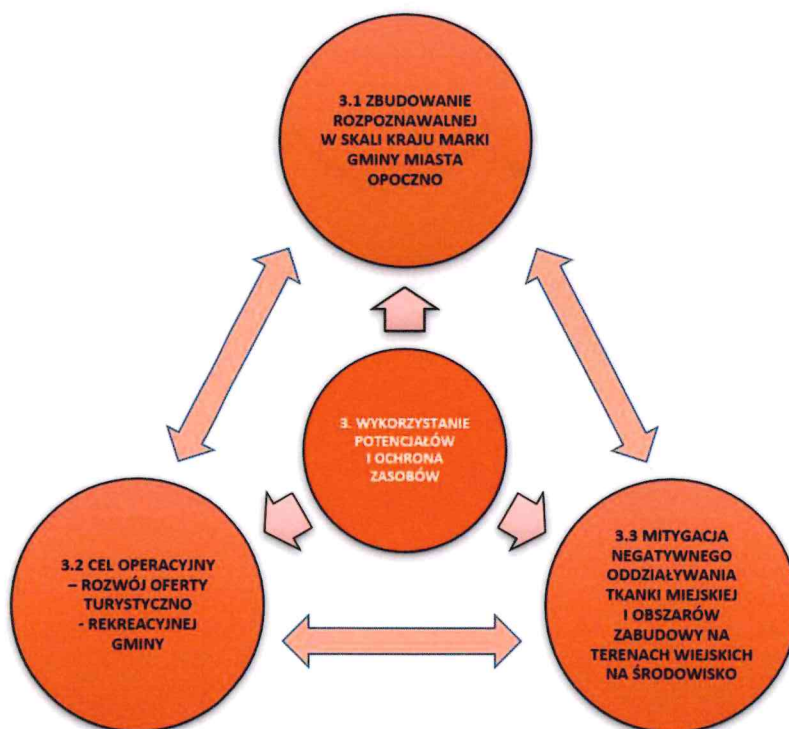 3.1 ZBUDOWANIE
ROZPOZNAWALNEJ
W SKALI KRAJU MARKI
GMINY MIASTA
OPOCZNO
3. WYKORZYSTANIE
POTENCJAŁÓW
I OCHRONA
ZASOBÓW
3.2 CEL OPERACYJNY
– ROZWÓJ OFERTY
TURYSTYCZNO
- REKREACYJNEJ
GMINY
3.3 MITYGACJA
NEGATYWNEGO
ODDZIAŁYWANIA
TKANKI MIEJSKIEJ
I OBSZARÓW
ZABUDOWY NA
TERENACH WIEJSKICH
NA ŚRODOWISKO